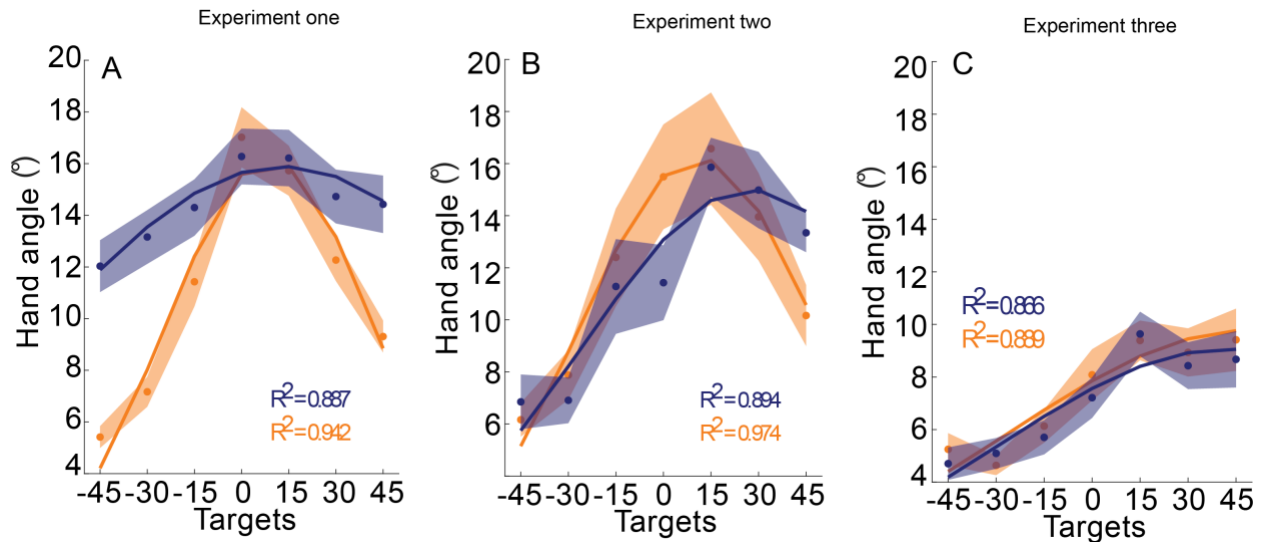 Experiment one
Experiment two
Experiment three
A
Hand angle (°)
20
18
16
14
12
10
8
6
4
R²=0.887
R²=0.942
-45 -30 -15 0 15 30 45
Targets
B
Hand angle (°)
20
18
16
14
12
10
8
6
R²=0.894
R²=0.974
-45 -30 -15 0 15 30 45
Targets
C
Hand angle (°)
20
18
16
14
12
10
8
6
4
R²=0.866
R²=0.889
-45 -30 -15 0 15 30 45
Targets